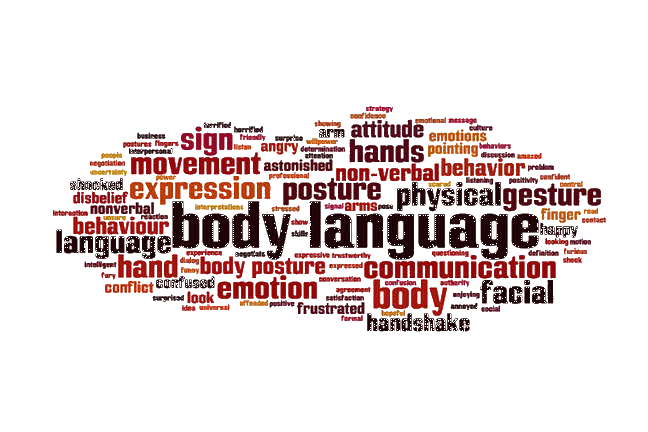 strategy
confidence
horrified horrified showing emotional message
business sign friendly surprise arm attitude emotions culture
postures fingers listen willpower hands pointing behaviors
people interpersonal angry determination discussion amazed
negotiation movement astonished attention non-verbal behavior problem
uncertainty power professional listening positivity confident
shocked expression posture scared physical gesture control
disbelief interpretations stressed signal arms pose finger read
nonverbal reaction contact
interaction unsure body language happy
behaviour show skills
language looking motion
experience negotiate expressive trustworthy questioning definition furious
intelligent hand dialog body posture expressed communication shock
fury funny conversation
conflict confused emotion agreement confusion body authority facial
surprised look satisfaction enjoying
idea universal offended positive frustrated hopeful annoyed social
formal handshake